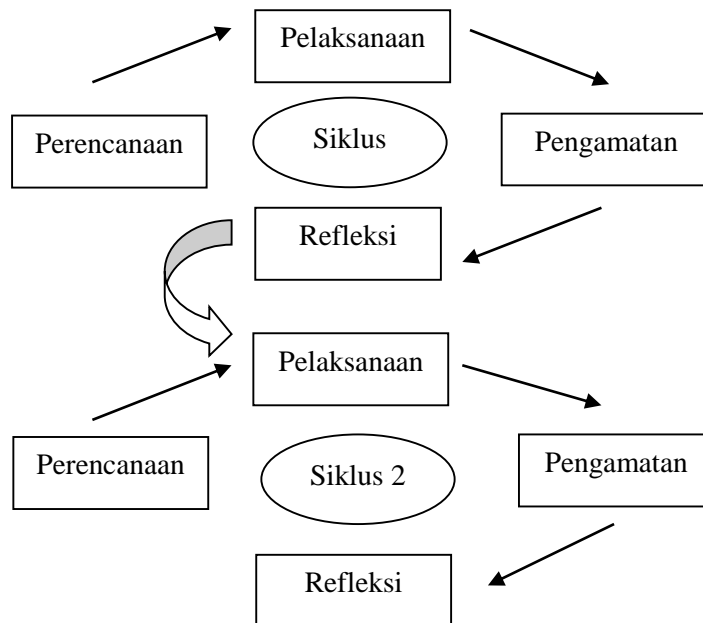 Pelaksanaan
Perencanaan
Siklus
Pengamatan
Refleksi
Pelaksanaan
Perencanaan
Siklus 2
Pengamatan
Refleksi